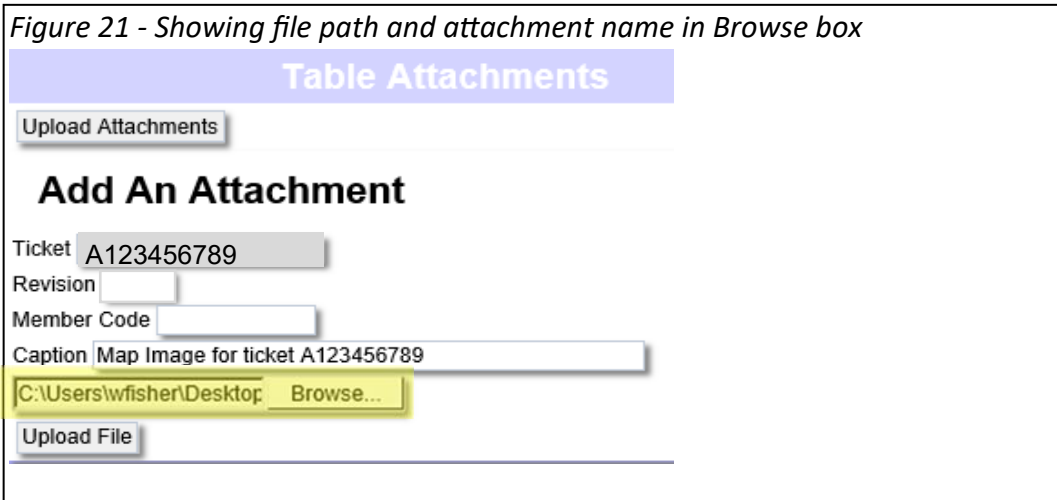 Figure 21 - Showing file path and attachment name in Browse box
Table Attachments
Upload Attachments
Add An Attachment
Ticket A123456789
Revision
Member Code
Caption Map Image for ticket A123456789
C:\Users\wfisher\Desktop Browse...
Upload File